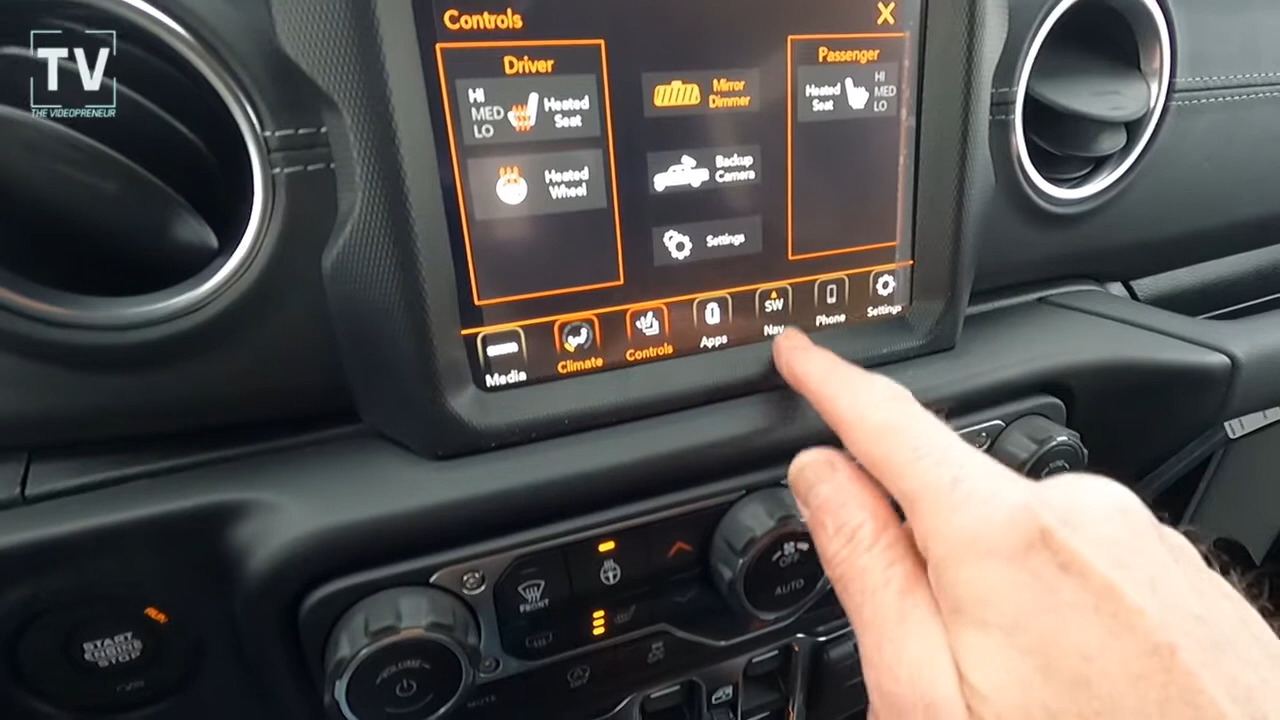 TV
THE VIDEOPRENEUR
Controls
X
Driver
HI
MED
LO
Heated
Seat
Heated
Wheel
Mirror
Dimmer
Backup
Camera
Settings
Passenger
Heated
Seat
HI
MED
LO
Media
Climate
Controls
Apps
SW
Nav
Phone
Settings
RUN
START
ENGINE
STOP
VOLUME
MUTE
FRONT
OFF
AUTO